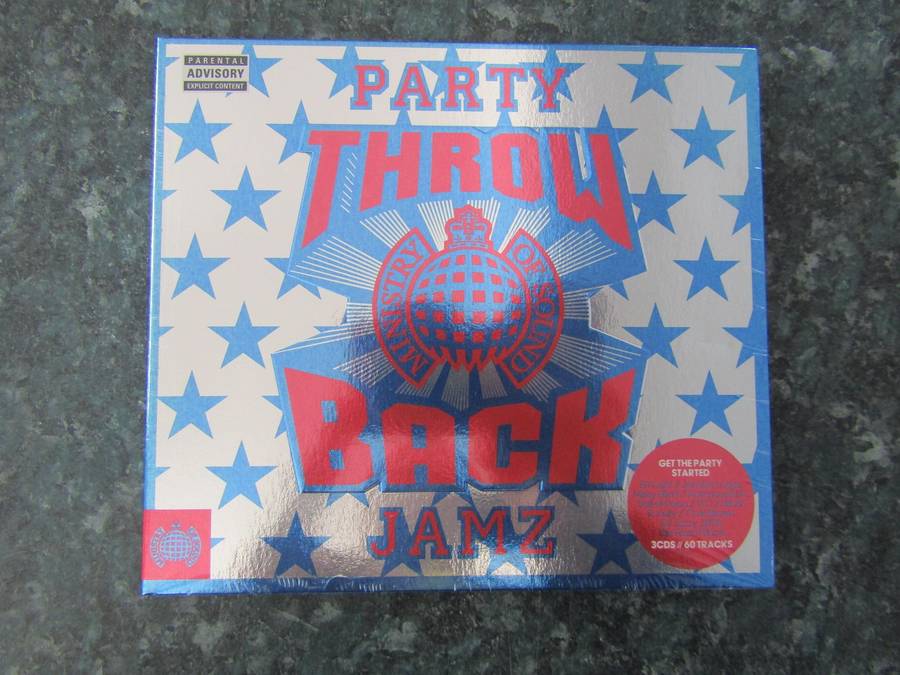 PARENTAL
ADVISORY
EXPLICIT CONTENT
PARTY
THROW
MINISTRY OF SOUND
BACK
JAMZ
GET THE PARTY
STARTED
3CDS // 60 TRACKS